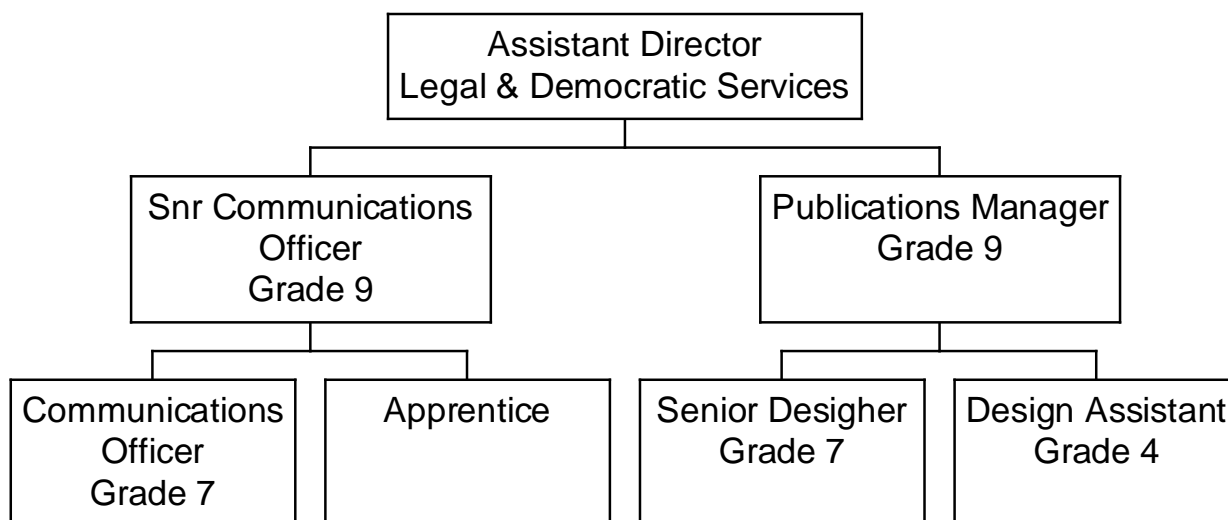 Assistant Director
Legal & Democratic Services
Snr Communications
Officer
Grade 9
Publications Manager
Grade 9
Communications
Officer
Grade 7
Apprentice
Senior Desigher
Grade 7
Design Assistant
Grade 4